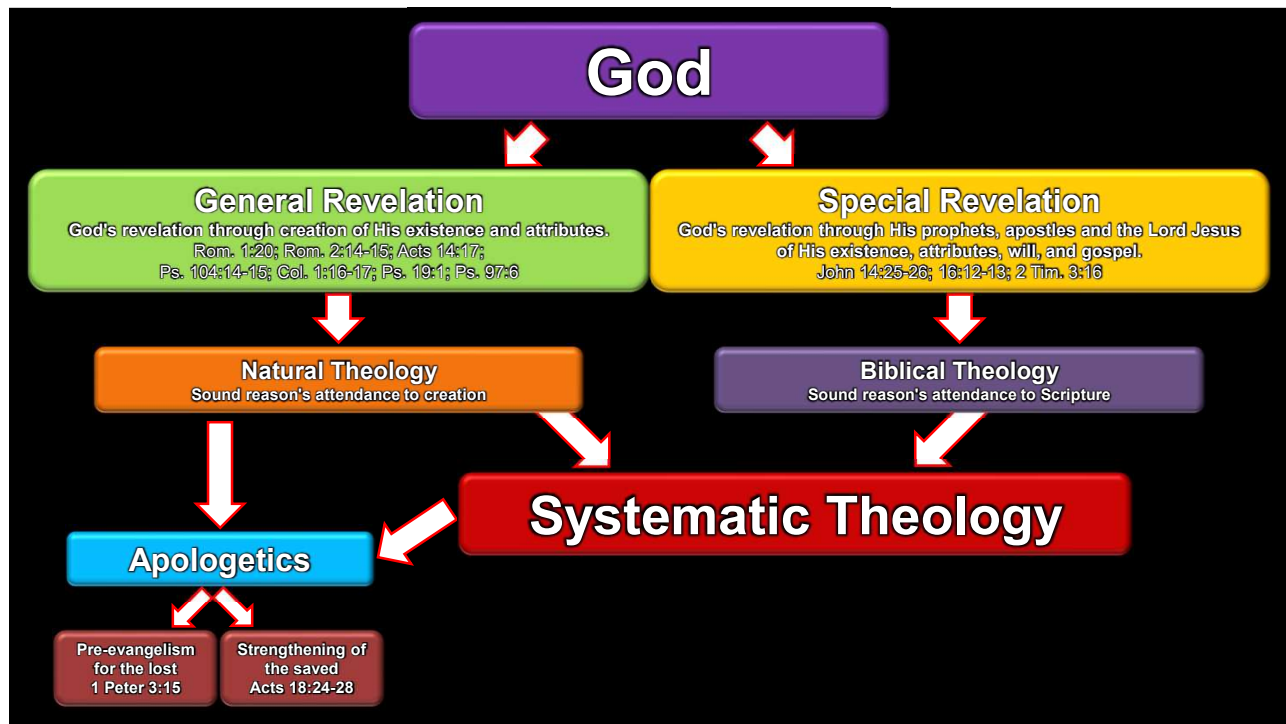 God
General Revelation
God's revelation through creation of His existence and attributes.
Rom. 1:20; Rom. 2:14-15; Acts 14:17;
Ps. 104:14-15; Col. 1:16-17; Ps. 19:1; Ps. 97:6
Special Revelation
God's revelation through His prophets, apostles and the Lord Jesus
of His existence, attributes, will, and gospel.
John 14:25-26; 16:12-13; 2 Tim. 3:16
Natural Theology
Sound reason's attendance to creation
Biblical Theology
Sound reason's attendance to Scripture
Systematic Theology
Apologetics
Pre-evangelism
for the lost
1 Peter 3:15
Strengthening of
the saved
Acts 18:24-28